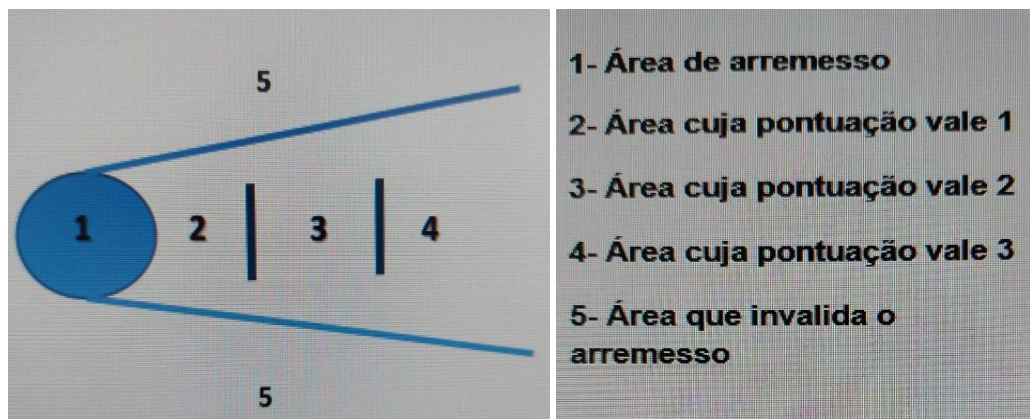 5
1 2 3 4
5
1- Área de arremesso
2- Área cuja pontuação vale 1
3- Área cuja pontuação vale 2
4- Área cuja pontuação vale 3
5- Área que invalida o
arremesso